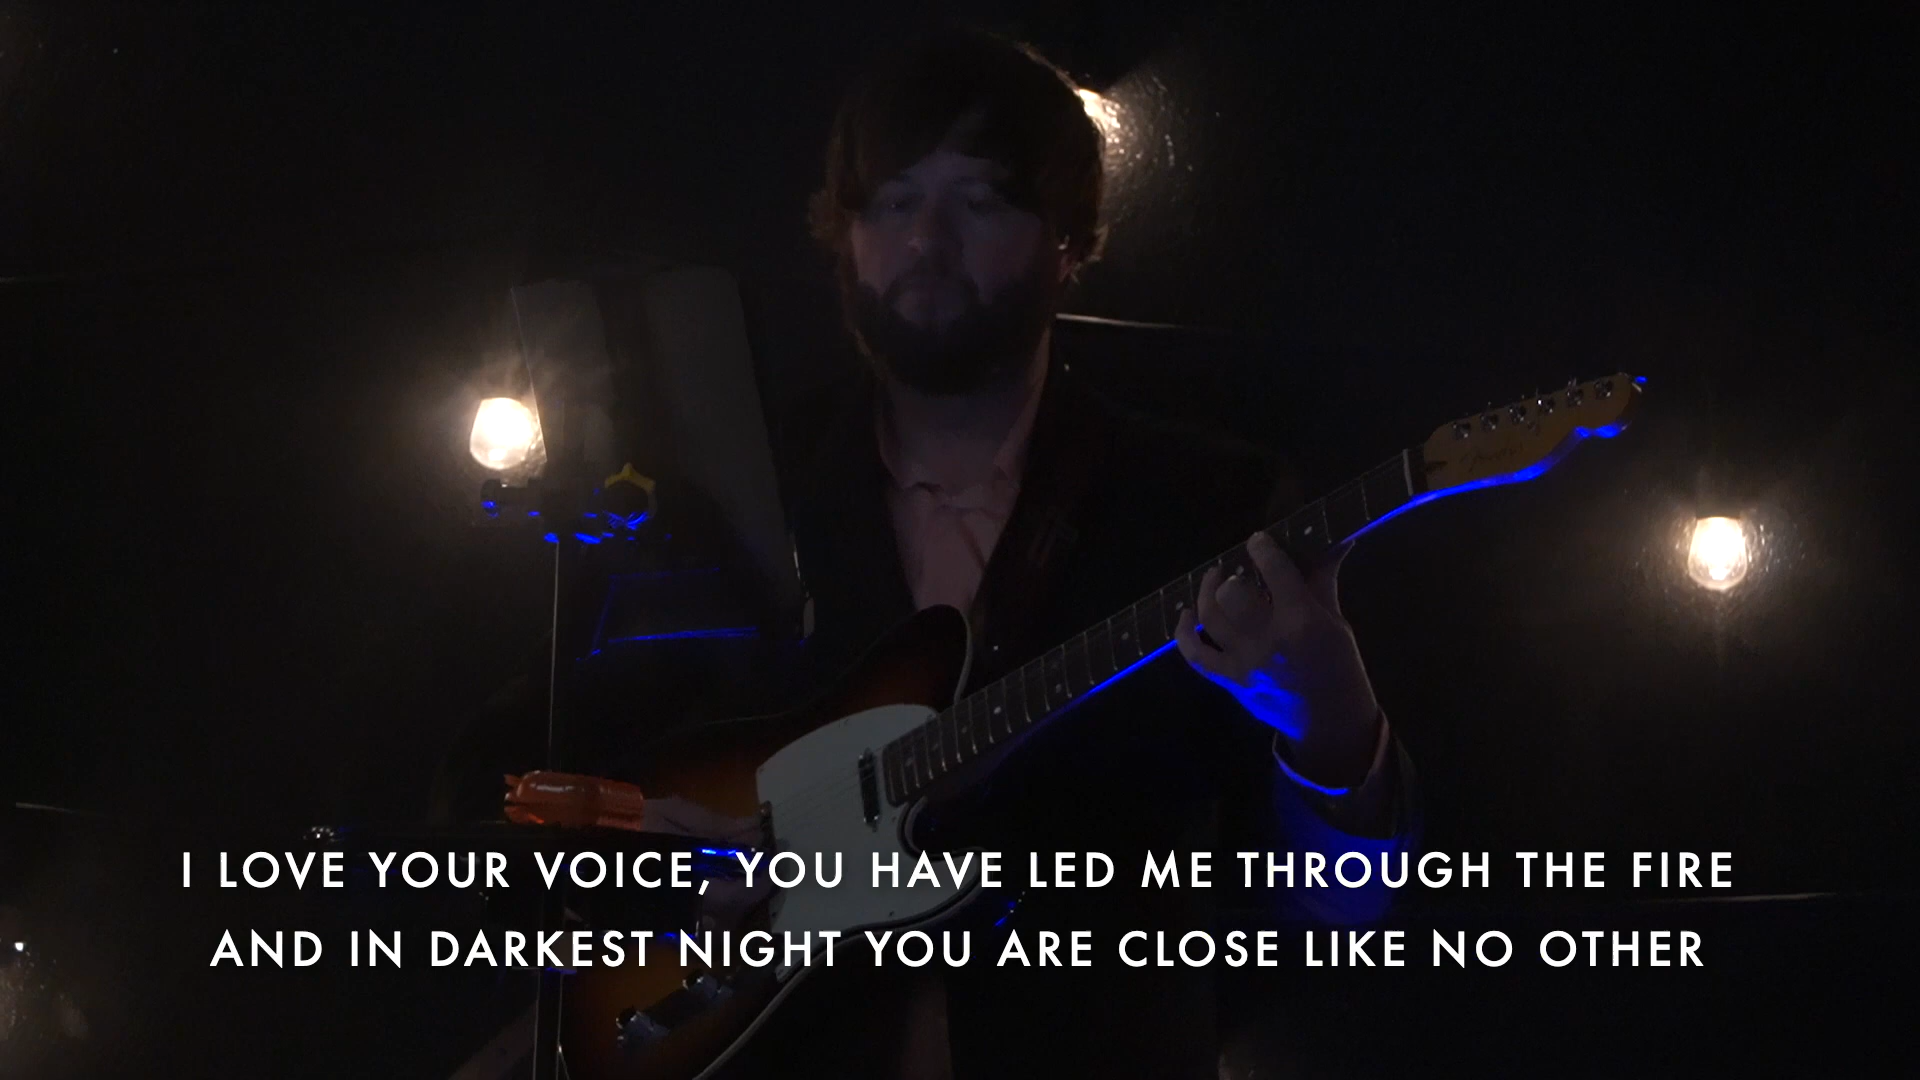 I LOVE YOUR VOICE, YOU HAVE LED ME THROUGH THE FIRE
AND IN DARKEST NIGHT YOU ARE CLOSE LIKE NO OTHER